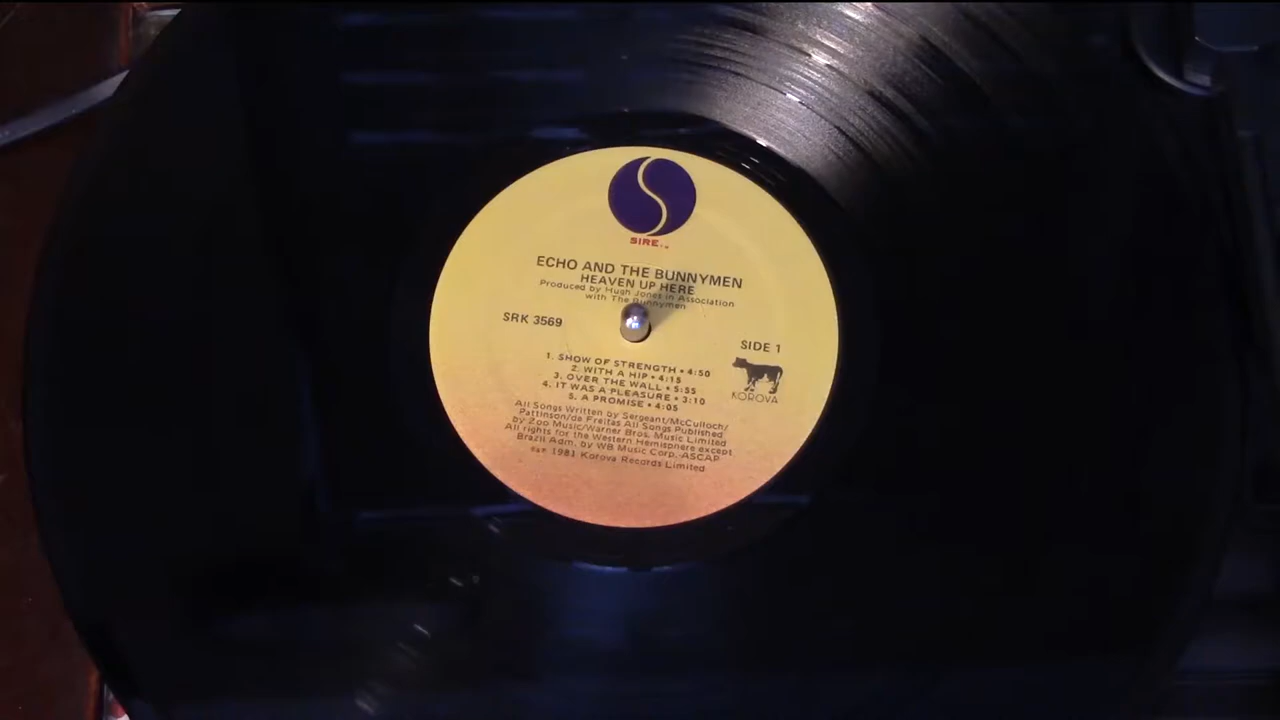 SIRE
ECHO AND THE BUNNYMEN
HEAVEN UP HERE
Produced by Hugh Jones in Association
with The Bunnymen
SRK 3569
SIDE 1
1. SHOW OF STRENGTH • 4:50
2. WITH A HIP • 4:15
3. OVER THE WALL • 5:55
4. IT WAS A PLEASURE • 3:10
5. A PROMISE • 4:05
KOROVA
All Songs Written by Sergeant/McCulloch/
Pattinson/de Freitas All Songs Published
by Zoo Music/Warner Bros. Music Limited
All rights for the Western Hemisphere except
Brazil Adm. by WB Music Corp. ASCAP
1981 Korova Records Limited